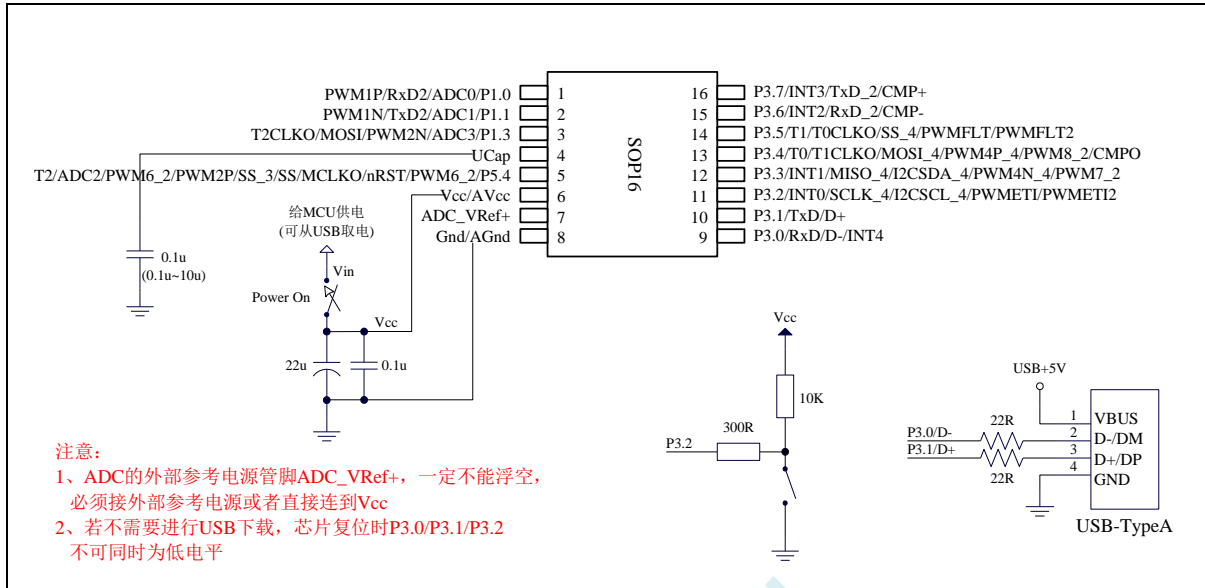 PWM1P/RxD2/ADC0/P1.0
PWM1N/TxD2/ADC1/P1.1
T2CLKO/MOSI/PWM2N/ADC3/P1.3
UCap
T2/ADC2/PWM6_2/PWM2P/SS_3/SS/MCLKO/nRST/PWM6_2/P5.4
Vcc/AVcc
ADC_VRef+
Gnd/AGnd
1
2
3
4
5
6
7
8
SOP16
16
15
14
13
12
11
10
9
P3.7/INT3/TxD_2/CMP+
P3.6/INT2/RxD_2/CMP-
P3.5/T1/T0CLKO/SS_4/PWMFLT/PWMFLT2
P3.4/T0/T1CLKO/MOSI_4/PWM4P_4/PWM8_2/CMPO
P3.3/INT1/MISO_4/I2CSDA_4/PWM4N_4/PWM7_2
P3.2/INT0/SCLK_4/I2CSCL_4/PWMETI/PWMETI2
P3.1/TxD/D+
P3.0/RxD/D-/INT4
0.1u
(0.1u~10u)
给MCU供电
(可从USB取电)
Vin
Power On
Vcc
22u
0.1u
Vcc
10K
300R
P3.2
USB+5V
22R
P3.0/D-
P3.1/D+
22R
1
2
3
4
VBUS
D-/DM
D+/DP
GND
USB-TypeA
注意:
1、ADC的外部参考电源管脚ADC_VRef+，一定不能浮空，
必须接外部参考电源或者直接连到Vcc
2、若不需要进行USB下载，芯片复位时P3.0/P3.1/P3.2
不可同时为低电平